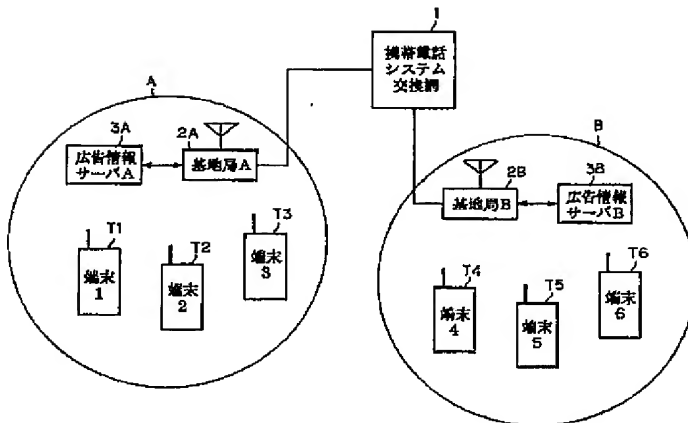 1
携帯電話
システム
交換網
A
3A
広告情報
サーバA
2A
基地局A
T1
端末
1
T2
端末
2
T3
端末
3
B
2B
基地局B
3B
広告情報
サーバB
T4
端末
4
T5
端末
5
T6
端末
6